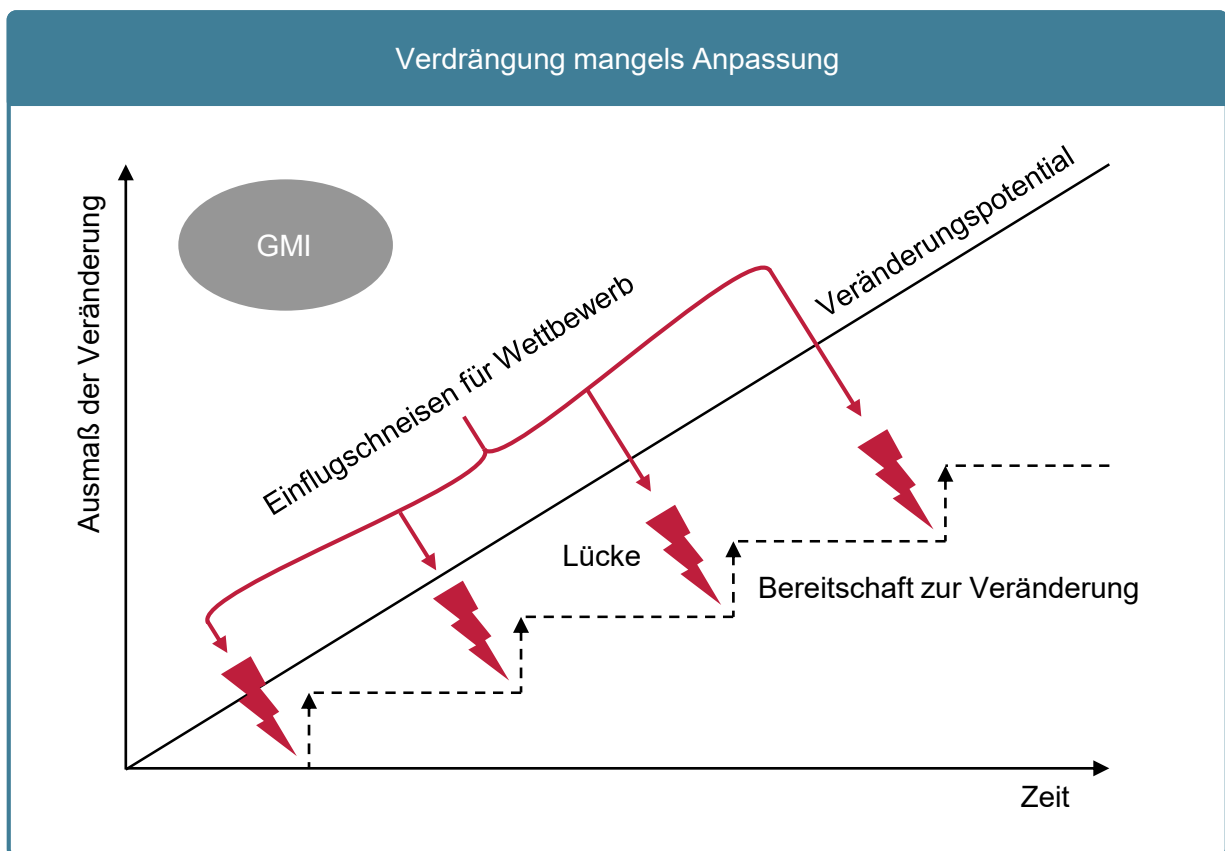 Verdrängung mangels Anpassung
Ausmaß der Veränderung
GMI
Einflugschneisen für Wettbewerb
Veränderungspotential
Lücke
Bereitschaft zur Veränderung
Zeit